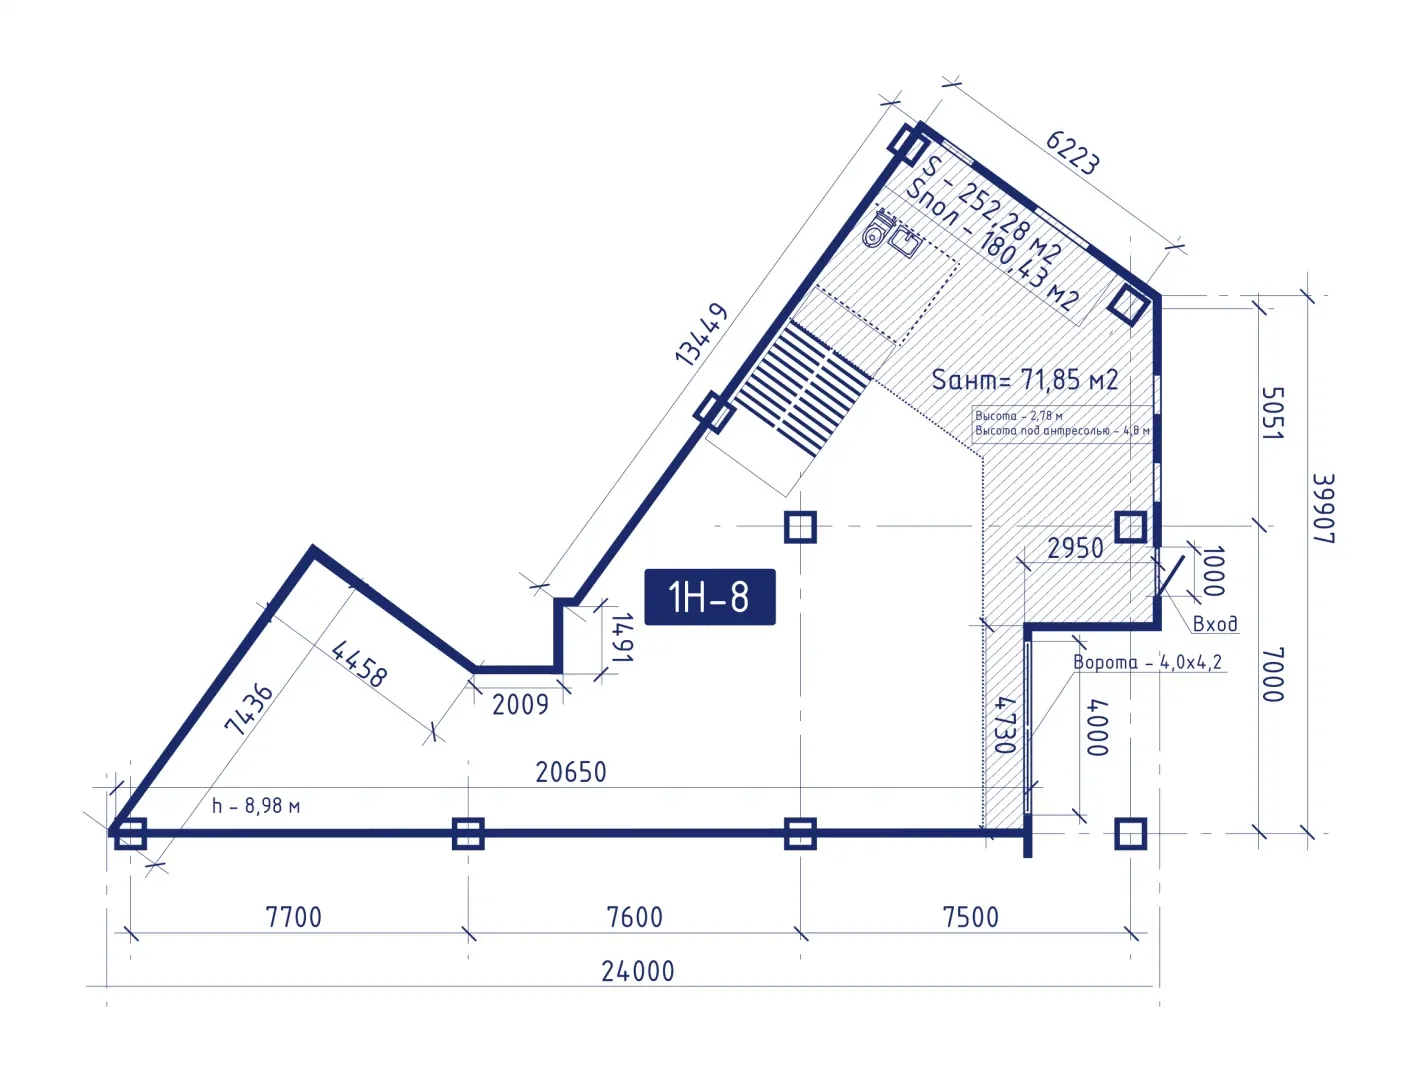 6223
S - 252,28 м2
Sпол - 180,43 м2
13449
Sант= 71,85 м2
Высота - 2,78 м
Высота под антресолью - 4,8 м
5051
39907
2950
1000
1Н-8
Вход
1491
4458
Ворота - 4,0х4,2
7000
7436
2009
4730
4000
20650
h - 8,98 м
7700
7600
7500
24000